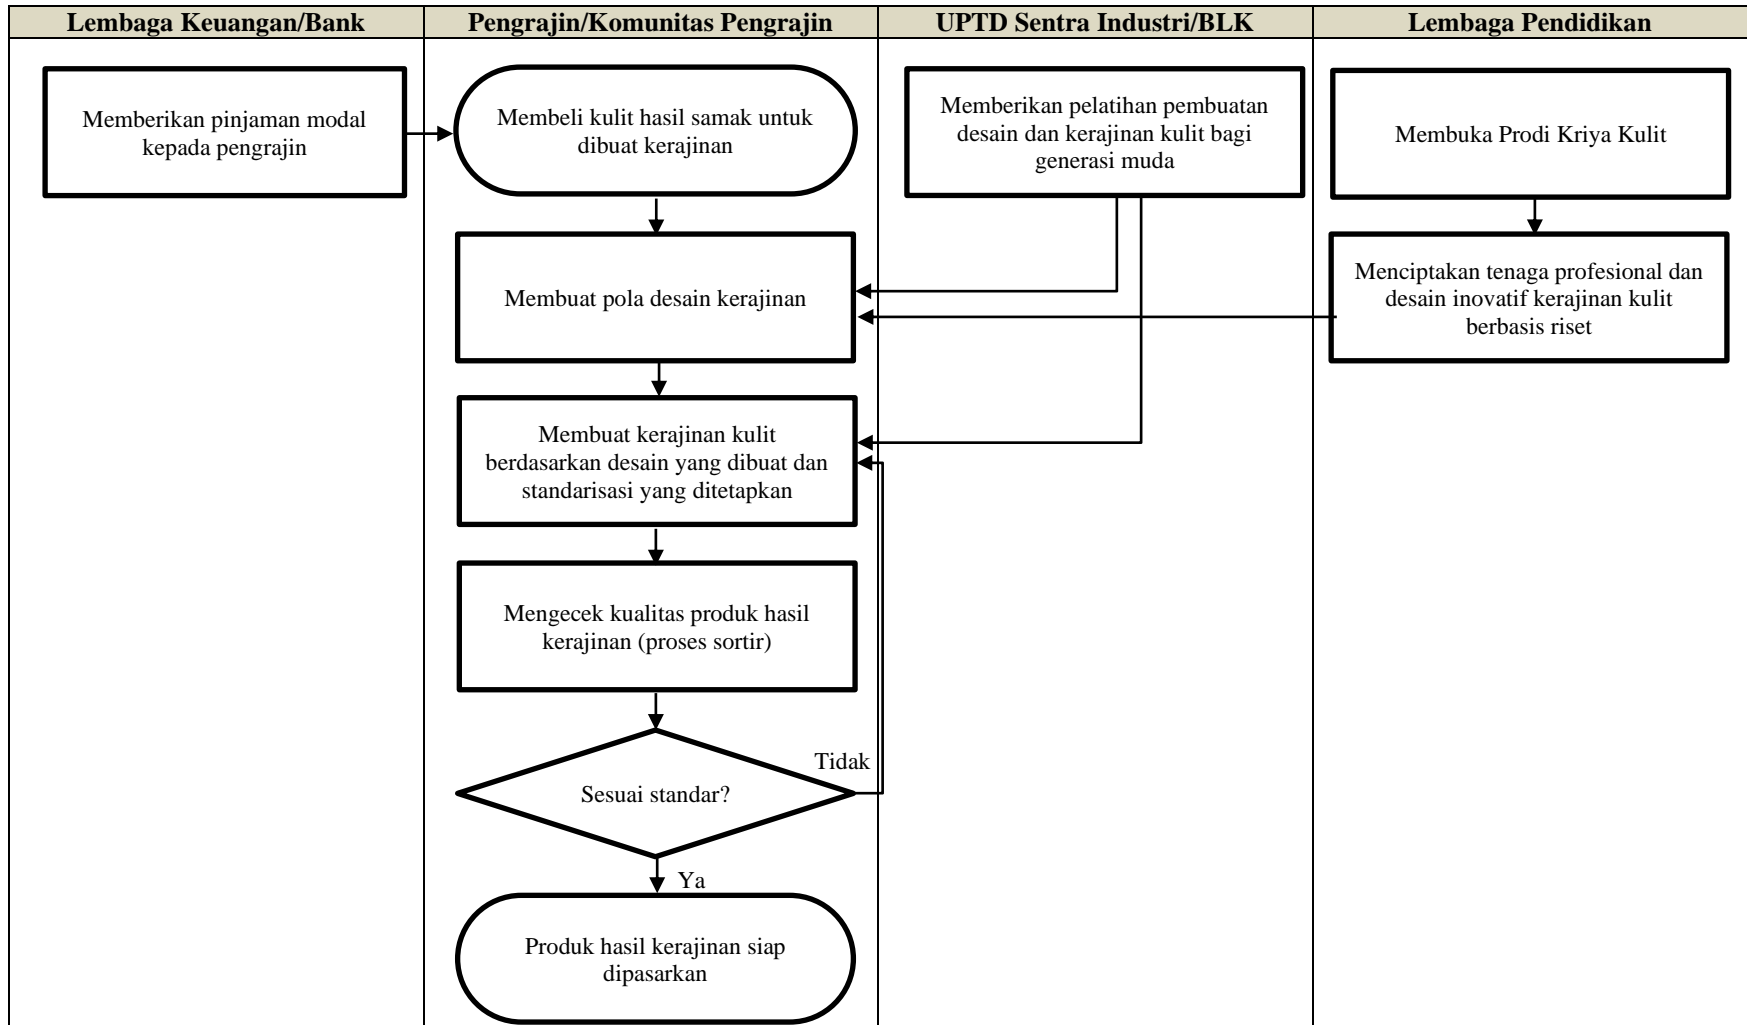 Lembaga Keuangan/Bank
Pengrajin/Komunitas Pengrajin
UPTD Sentra Industri/BLK
Lembaga Pendidikan
Memberikan pinjaman modal
kepada pengrajin
Membeli kulit hasil samak untuk
dibuat kerajinan
Memberikan pelatihan pembuatan
desain dan kerajinan kulit bagi
generasi muda
Membuka Prodi Kriya Kulit
Membuat pola desain kerajinan
Menciptakan tenaga profesional dan
desain inovatif kerajinan kulit
berbasis riset
Membuat kerajinan kulit
berdasarkan desain yang dibuat dan
standarisasi yang ditetapkan
Mengecek kualitas produk hasil
kerajinan (proses sortir)
Tidak
Sesuai standar?
Ya
Produk hasil kerajinan siap
dipasarkan